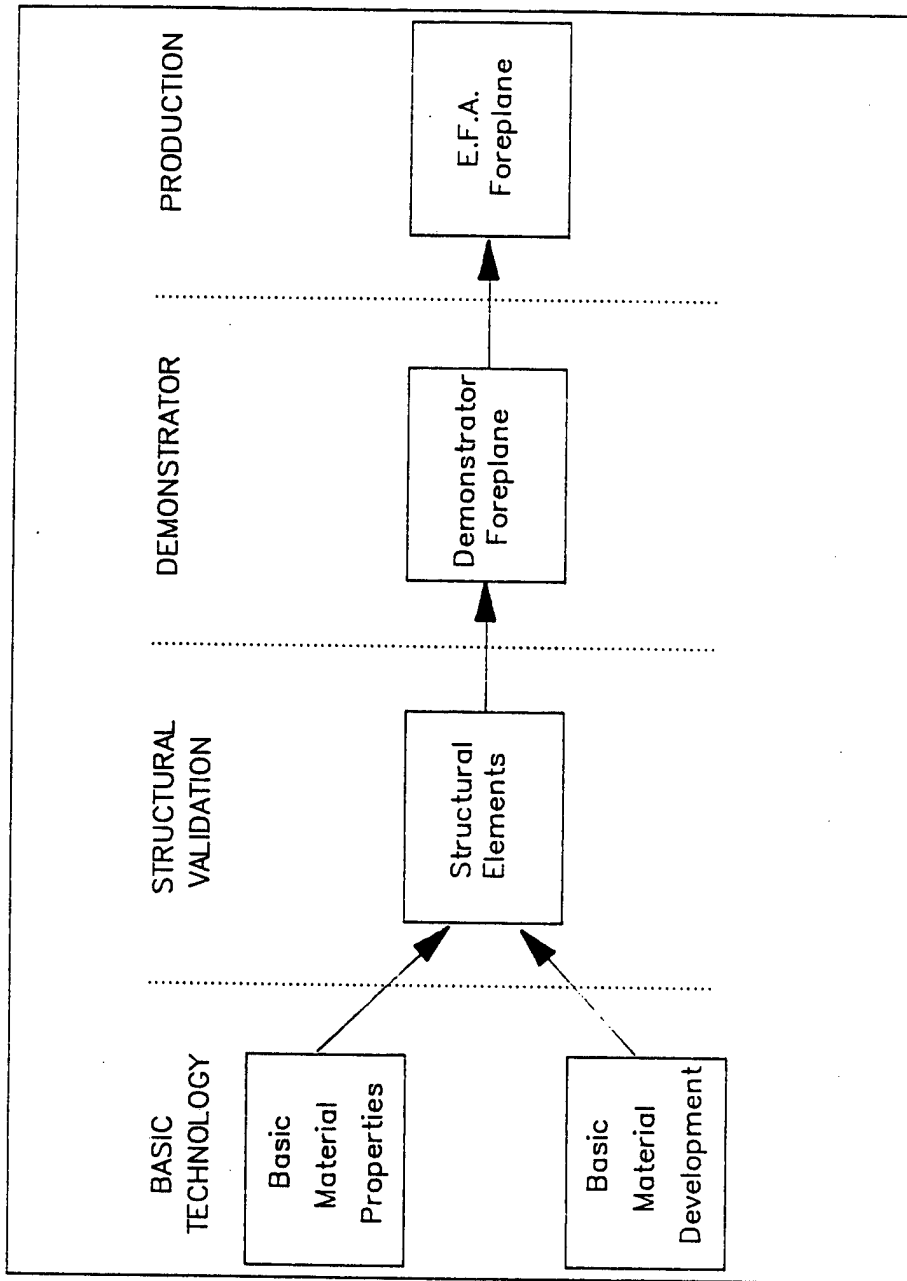 BASIC
TECHNOLOGY
STRUCTURAL
VALIDATION
DEMONSTRATOR
PRODUCTION
Basic
Material
Properties
Basic
Material
Development
Structural
Elements
Demonstrator
Foreplane
E.F.A.
Foreplane